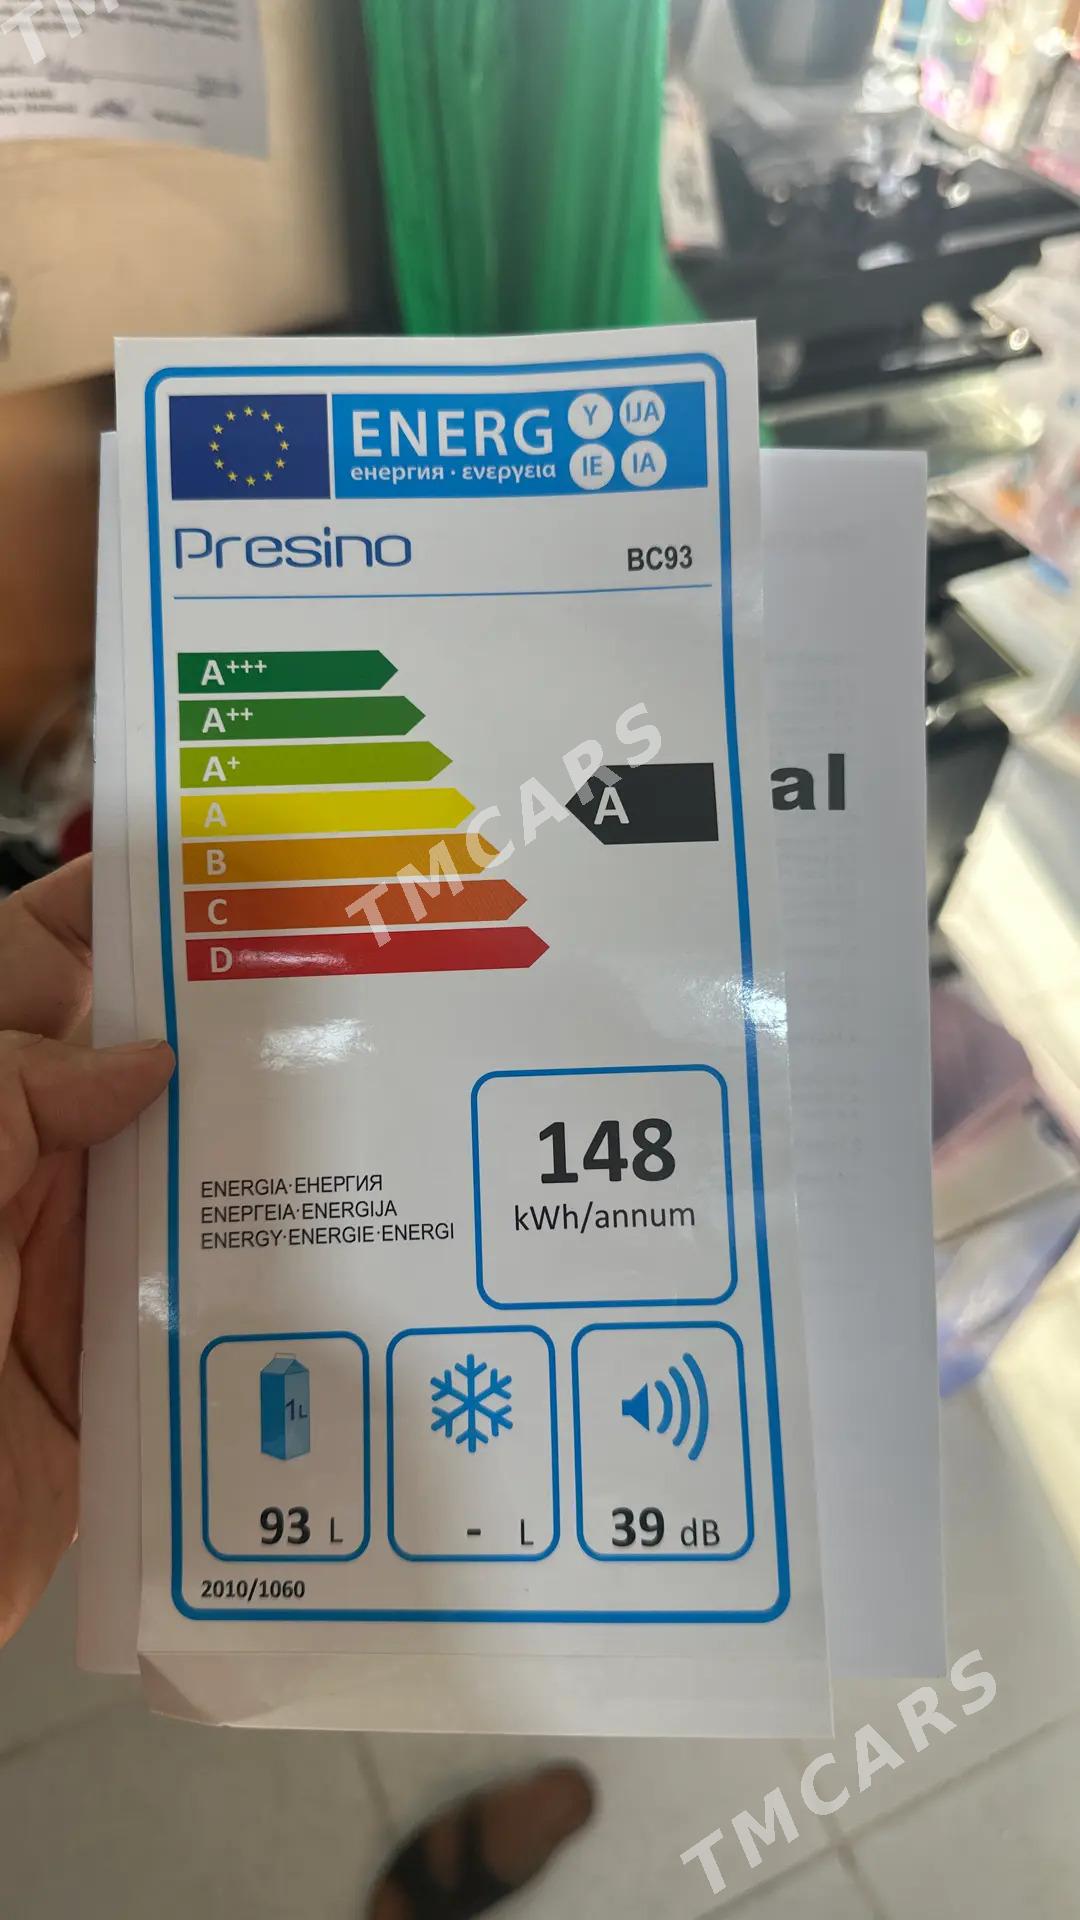 TMCARS
ENERG
Y IJA
IE IA
енергия · ενεργεια
Presino
BC93
A+++
A++
A+
A
B
C
D
A
al
TMCARS
148
kWh/annum
ENERGIA·ЕНЕРГИЯ
ΕΝΕΡΓΕΙΑ·ENERGIJA
ENERGY·ENERGIE·ENERGI
1L
93 L
- L
39 dB
2010/1060
TMCARS